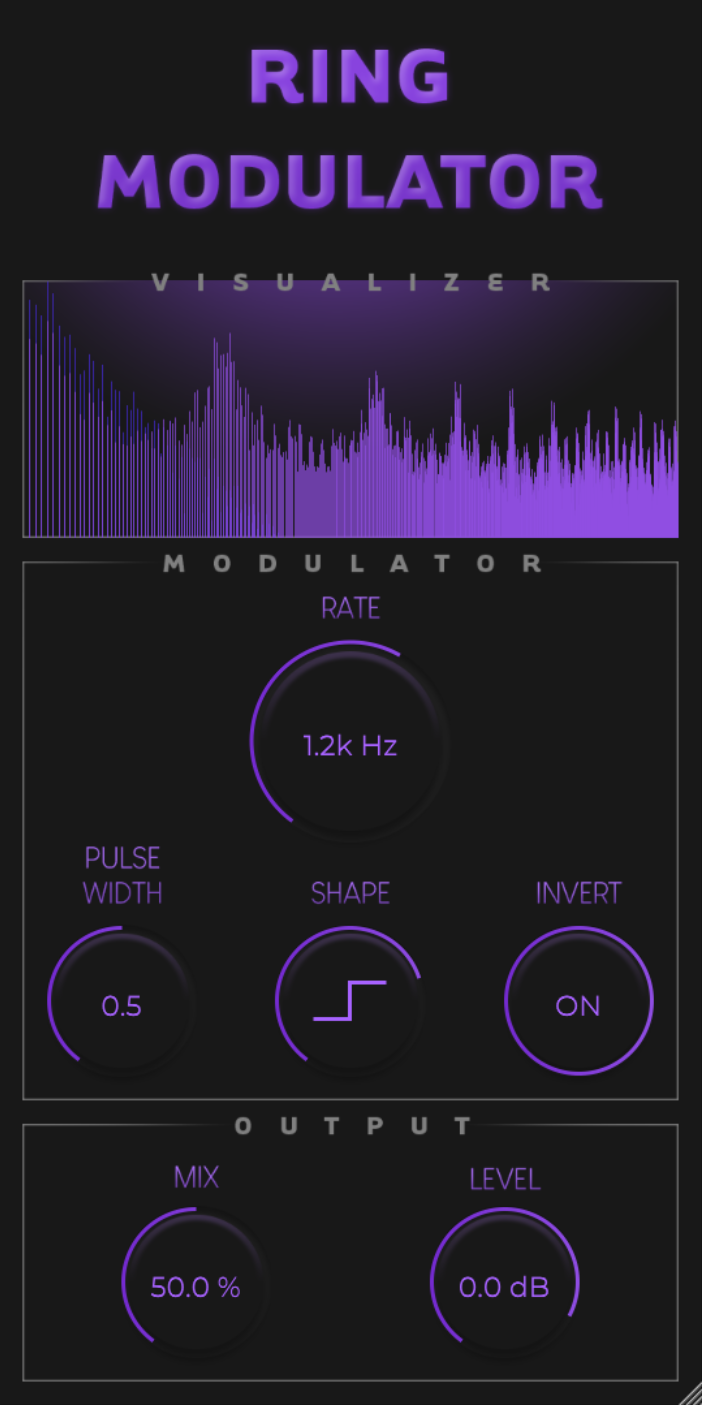 RING
MODULATOR
VISUALIZER
MODULATOR
RATE
1.2k Hz
PULSE
WIDTH
SHAPE
INVERT
0.5
ON
OUTPUT
MIX
LEVEL
50.0 %
0.0 dB